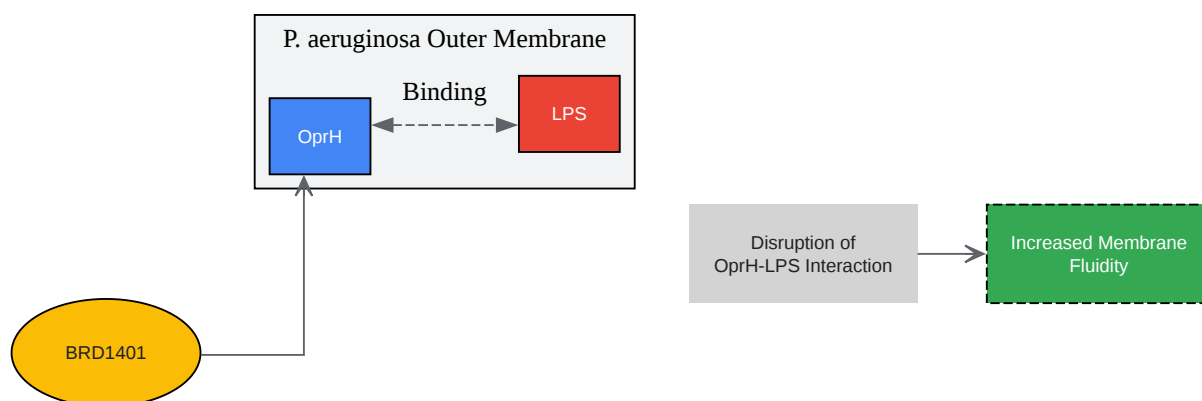 P. aeruginosa Outer Membrane
Binding
OprH
LPS
Disruption of
OprH-LPS Interaction
Increased Membrane
Fluidity
BRD1401